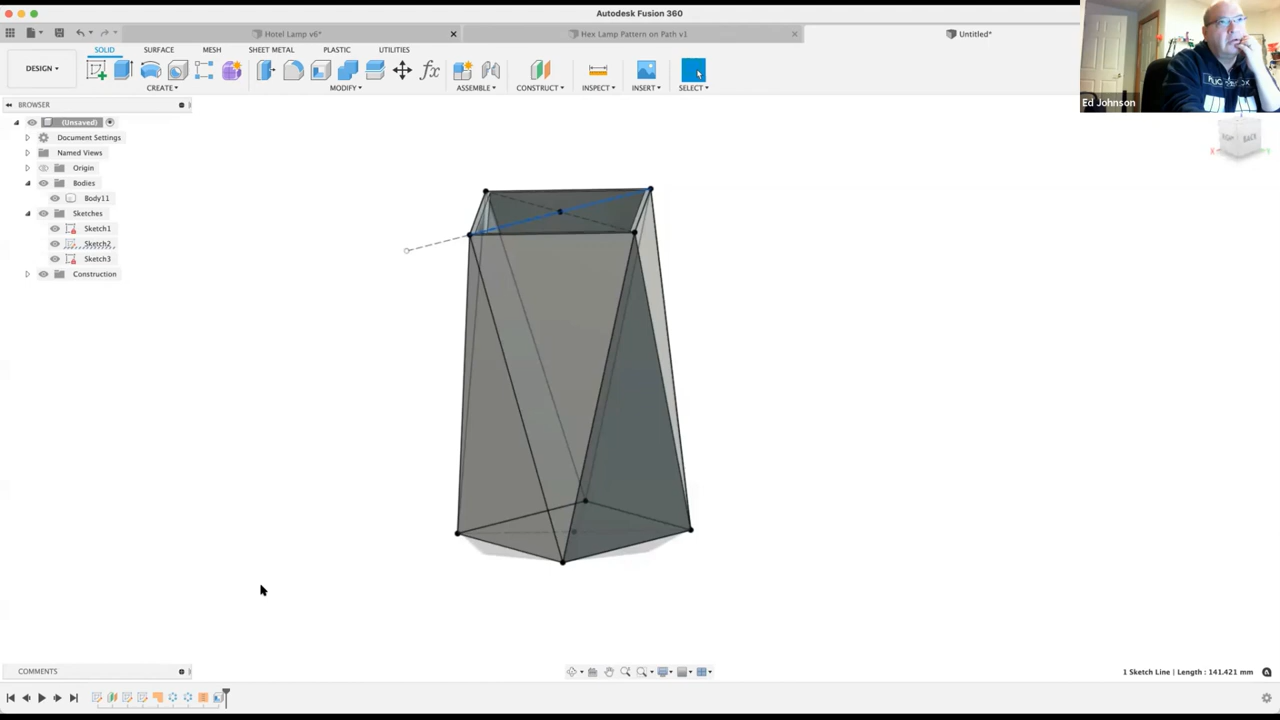 Autodesk Fusion 360
Hotel Lamp v6*
Hex Lamp Pattern on Path v1
Untitled*
SOLID SURFACE MESH SHEET METAL PLASTIC UTILITIES
DESIGN
CREATE MODIFY ASSEMBLE CONSTRUCT INSPECT INSERT SELECT
Ed Johnson
BROWSER
(Unsaved)
Document Settings
Named Views
Origin
Bodies
Body11
Sketches
Sketch1
Sketch2
Sketch3
Construction
BACK
COMMENTS
1 Sketch Line | Length : 141.421 mm